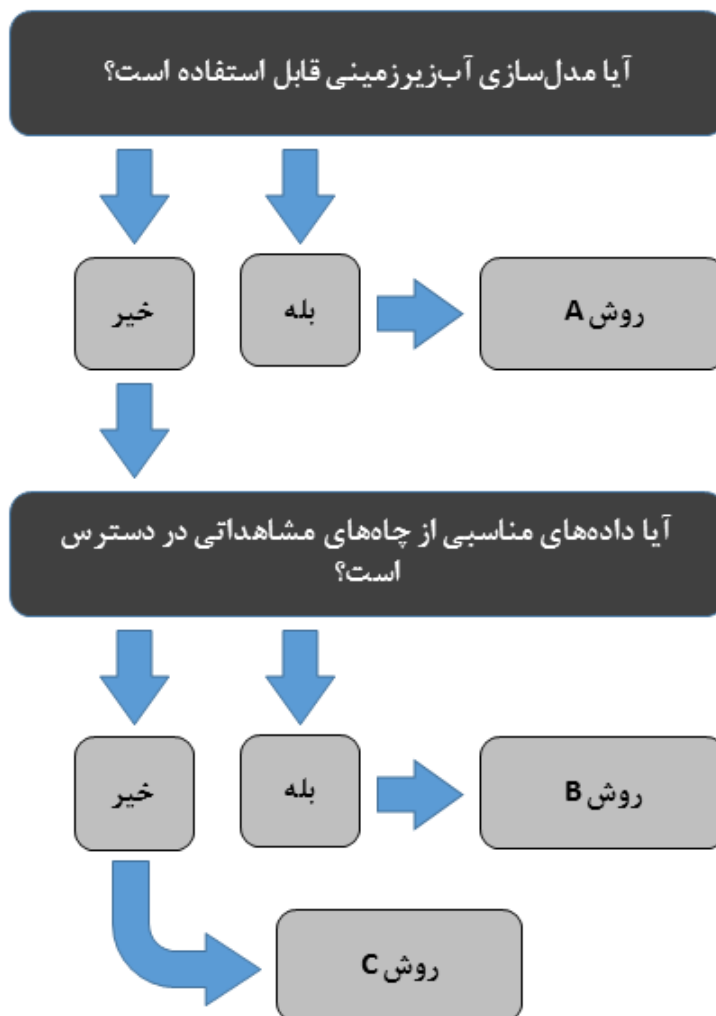 آیا مدل‌سازی آب‌زیرزمینی قابل استفاده است؟
روش A
بله
خیر
آیا داده‌های مناسبی از چاه‌های مشاهداتی در دسترس
است؟
روش B
بله
خیر
روش C